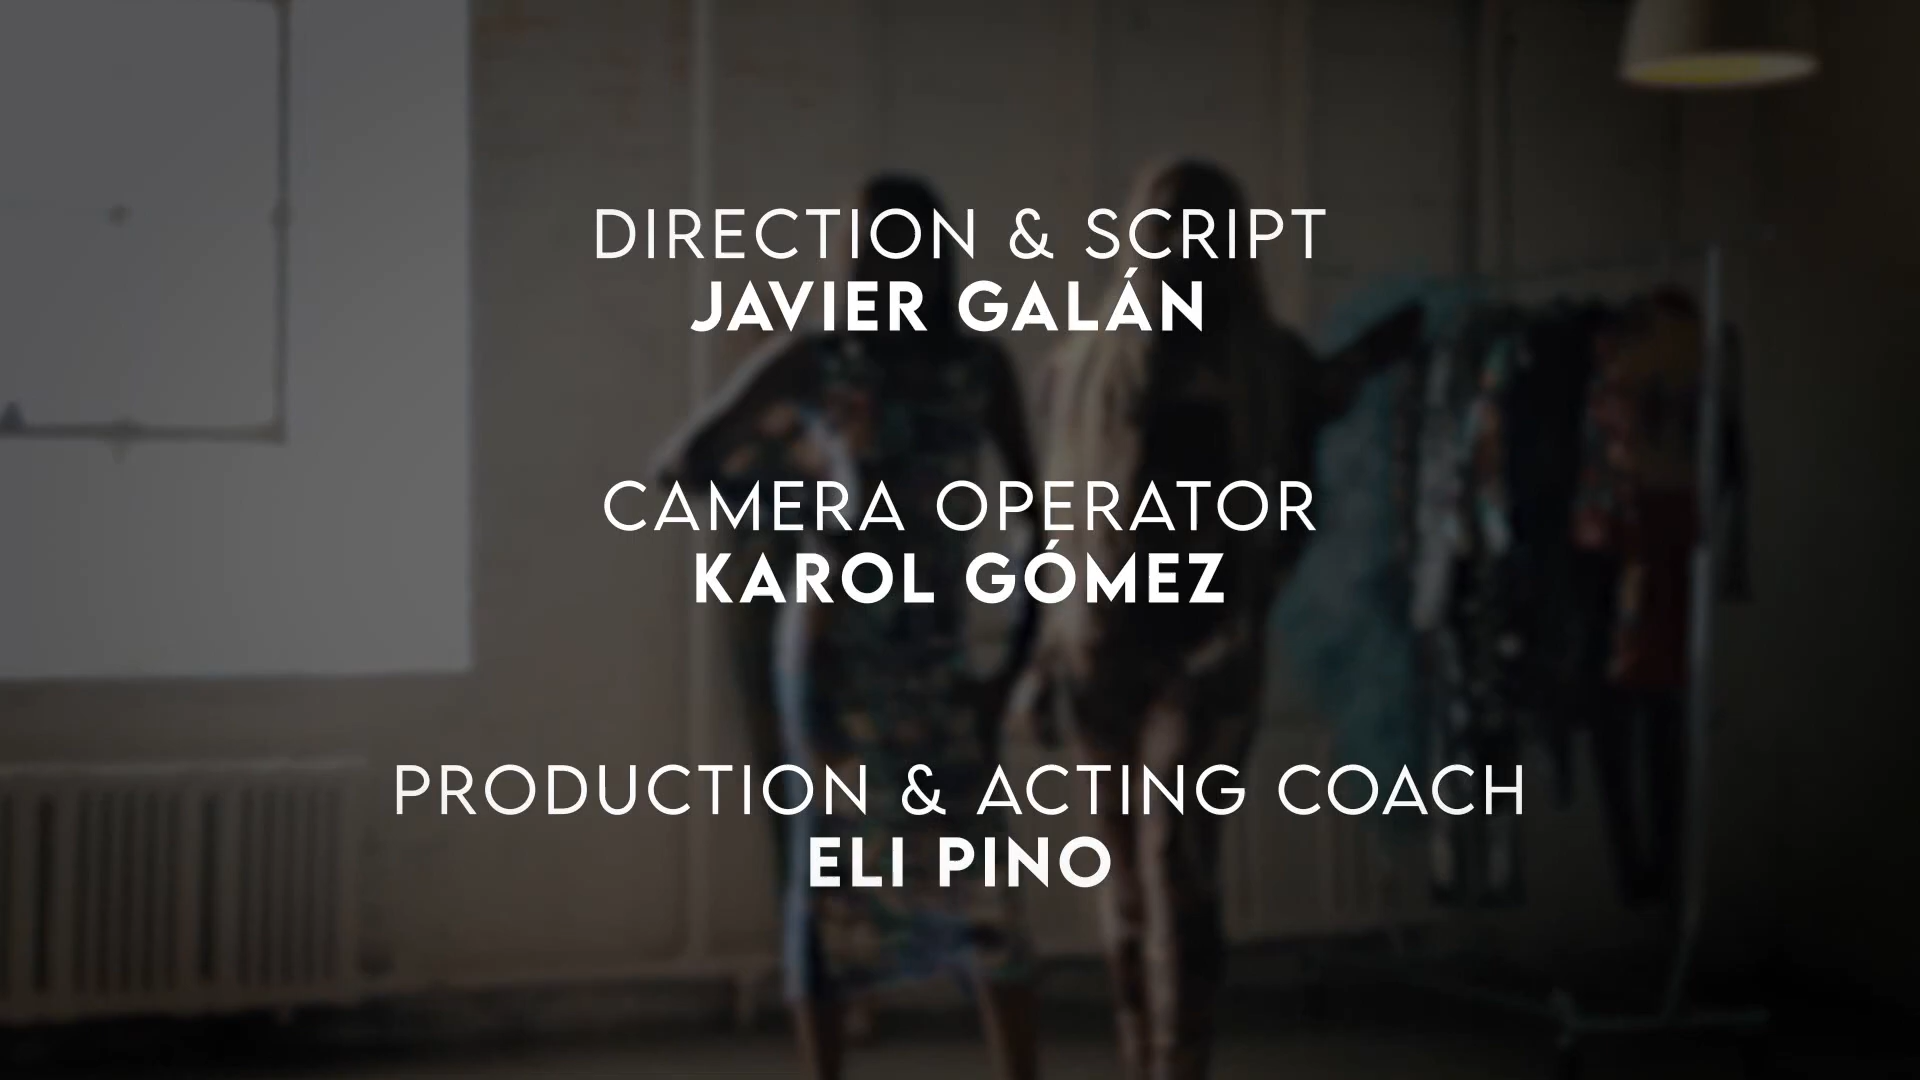 DIRECTION & SCRIPT
JAVIER GALÁN
CAMERA OPERATOR
KAROL GÓMEZ
PRODUCTION & ACTING COACH
ELI PINO